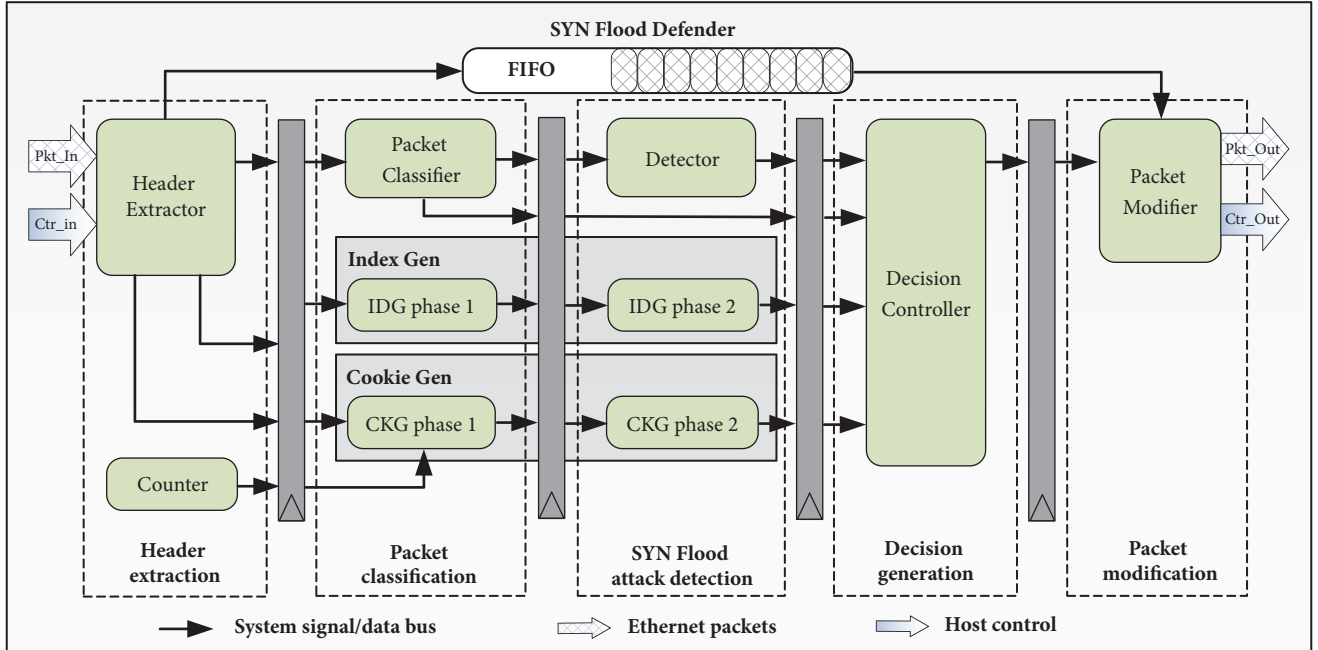 SYN Flood Defender
FIFO
Pkt_In
Ctr_in
Header
Extractor
Counter
Packet
Classifier
Index Gen
IDG phase 1
Cookie Gen
CKG phase 1
Detector
IDG phase 2
CKG phase 2
Decision
Controller
Packet
Modifier
Pkt_Out
Ctr_Out
Header
extraction
Packet
classification
SYN Flood
attack detection
Decision
generation
Packet
modification
System signal/data bus
Ethernet packets
Host control